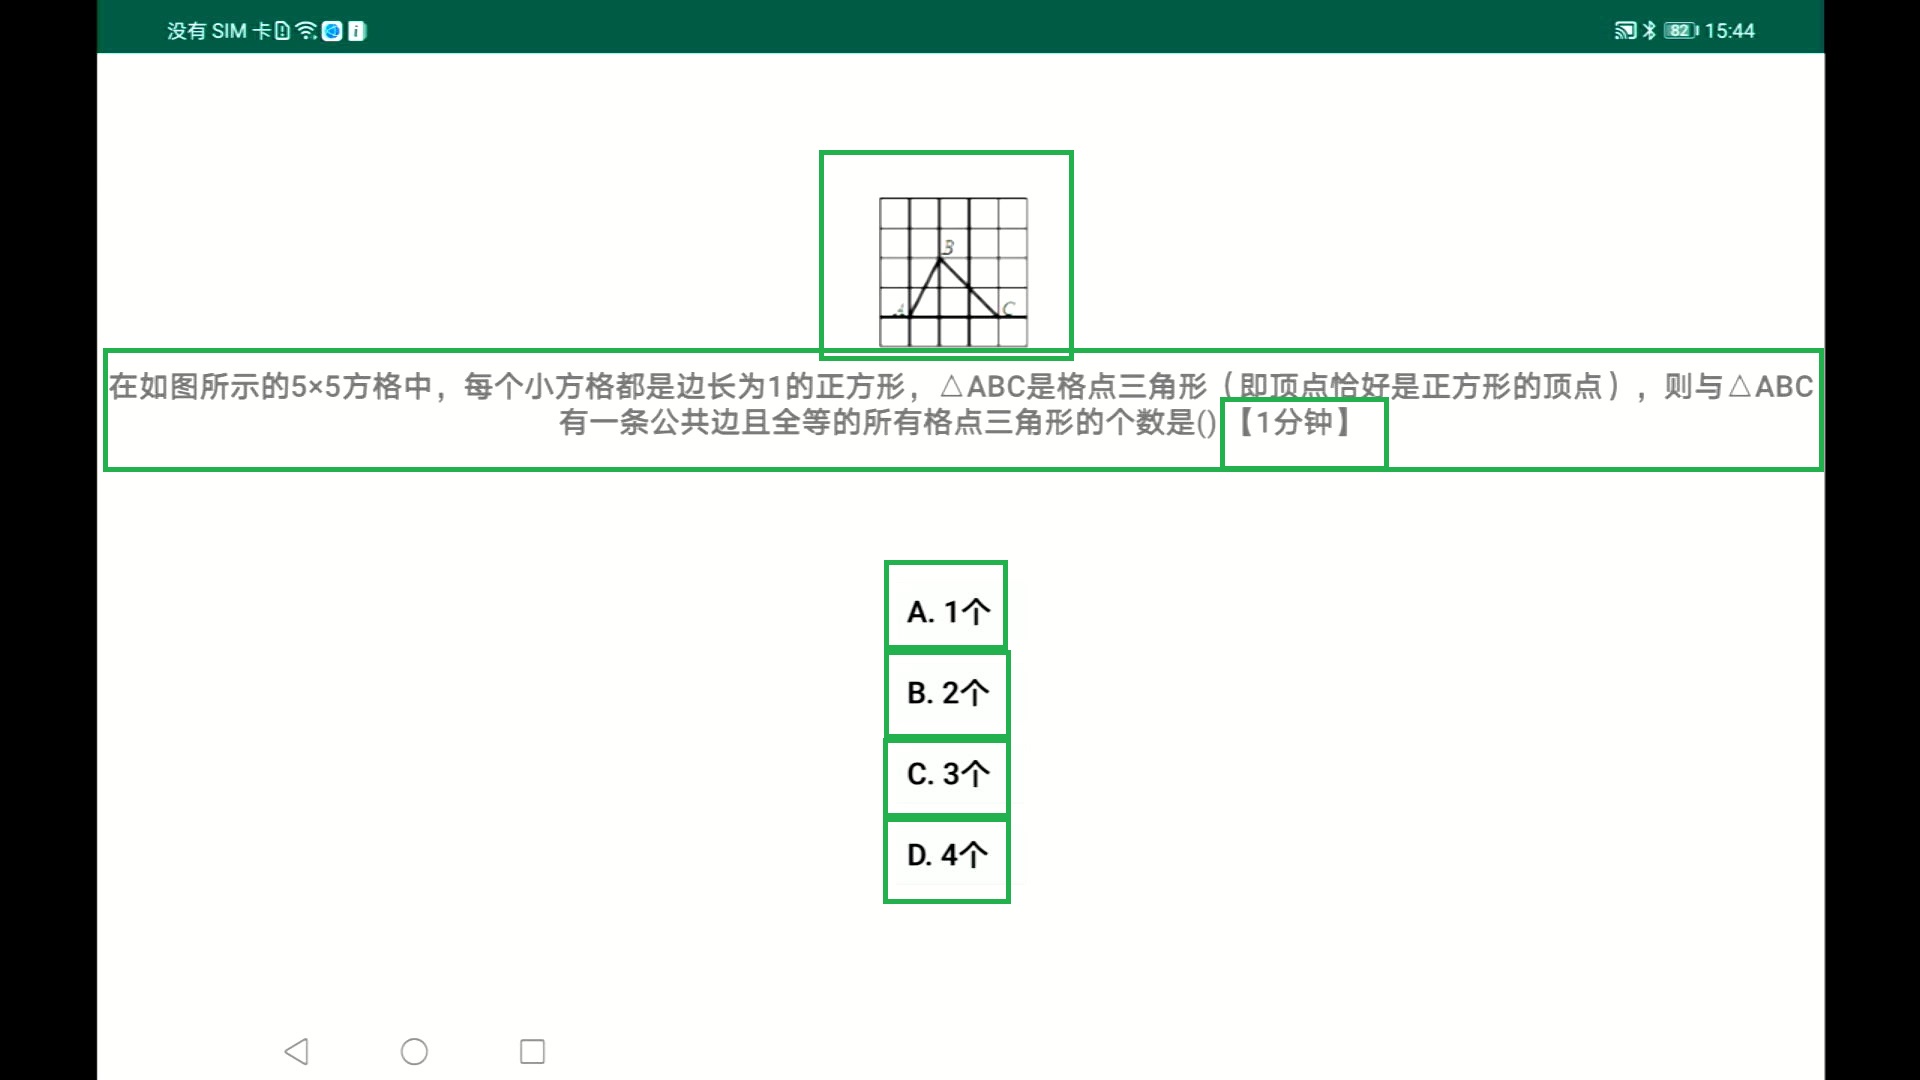 没有 SIM 卡
82 15:44
B
A
C
在如图所示的5×5方格中，每个小方格都是边长为1的正方形，△ABC是格点三角形（即顶点恰好是正方形的顶点），则与△ABC
有一条公共边且全等的所有格点三角形的个数是()【1分钟】
A. 1个
B. 2个
C. 3个
D. 4个